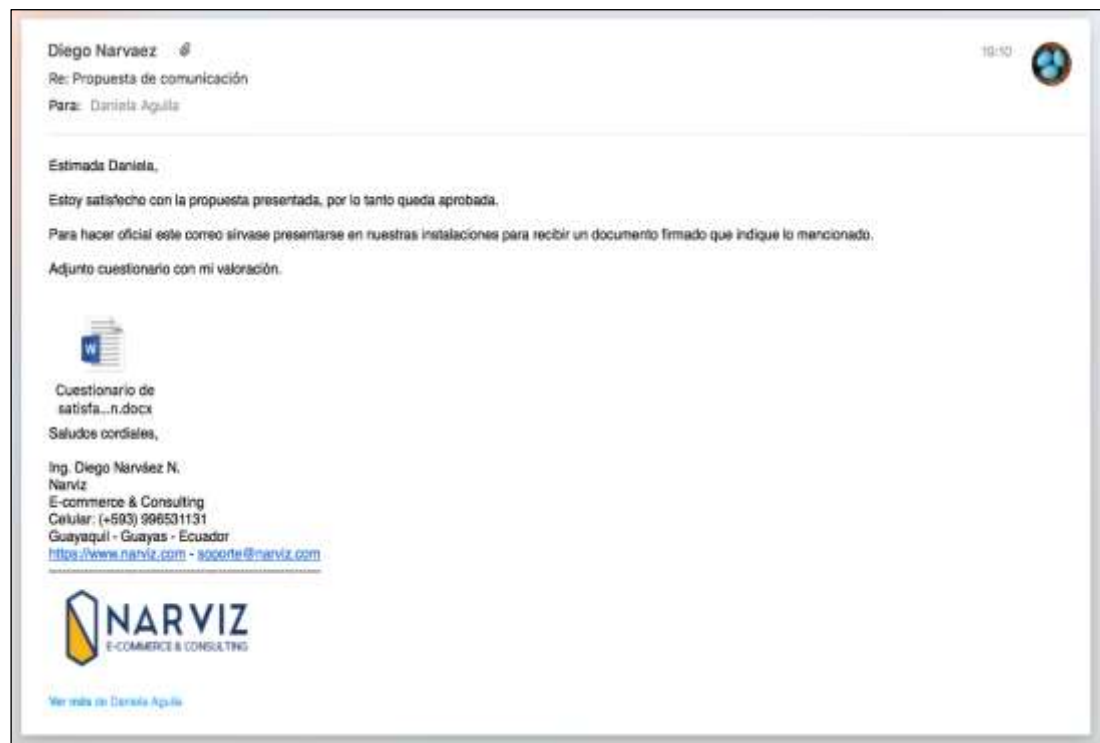 Diego Narvaez
19:10
Re: Propuesta de comunicación
Para: Daniela Aguila
Estimada Daniela,
Estoy satisfecho con la propuesta presentada, por lo tanto queda aprobada.
Para hacer oficial este correo sírvase presentarse en nuestras instalaciones para recibir un documento firmado que indique lo mencionado.
Adjunto cuestionario con mi valoración.
W
Cuestionario de
satisfa...n.docx
Saludos cordiales,
Ing. Diego Narváez N.
Narviz
E-commerce & Consulting
Celular: (+593) 996531131
Guayaquil - Guayas - Ecuador
https://www.narviz.com - soporte@narviz.com
NARVIZ
E-COMMERCE & CONSULTING
Ver más de Daniela Aguila